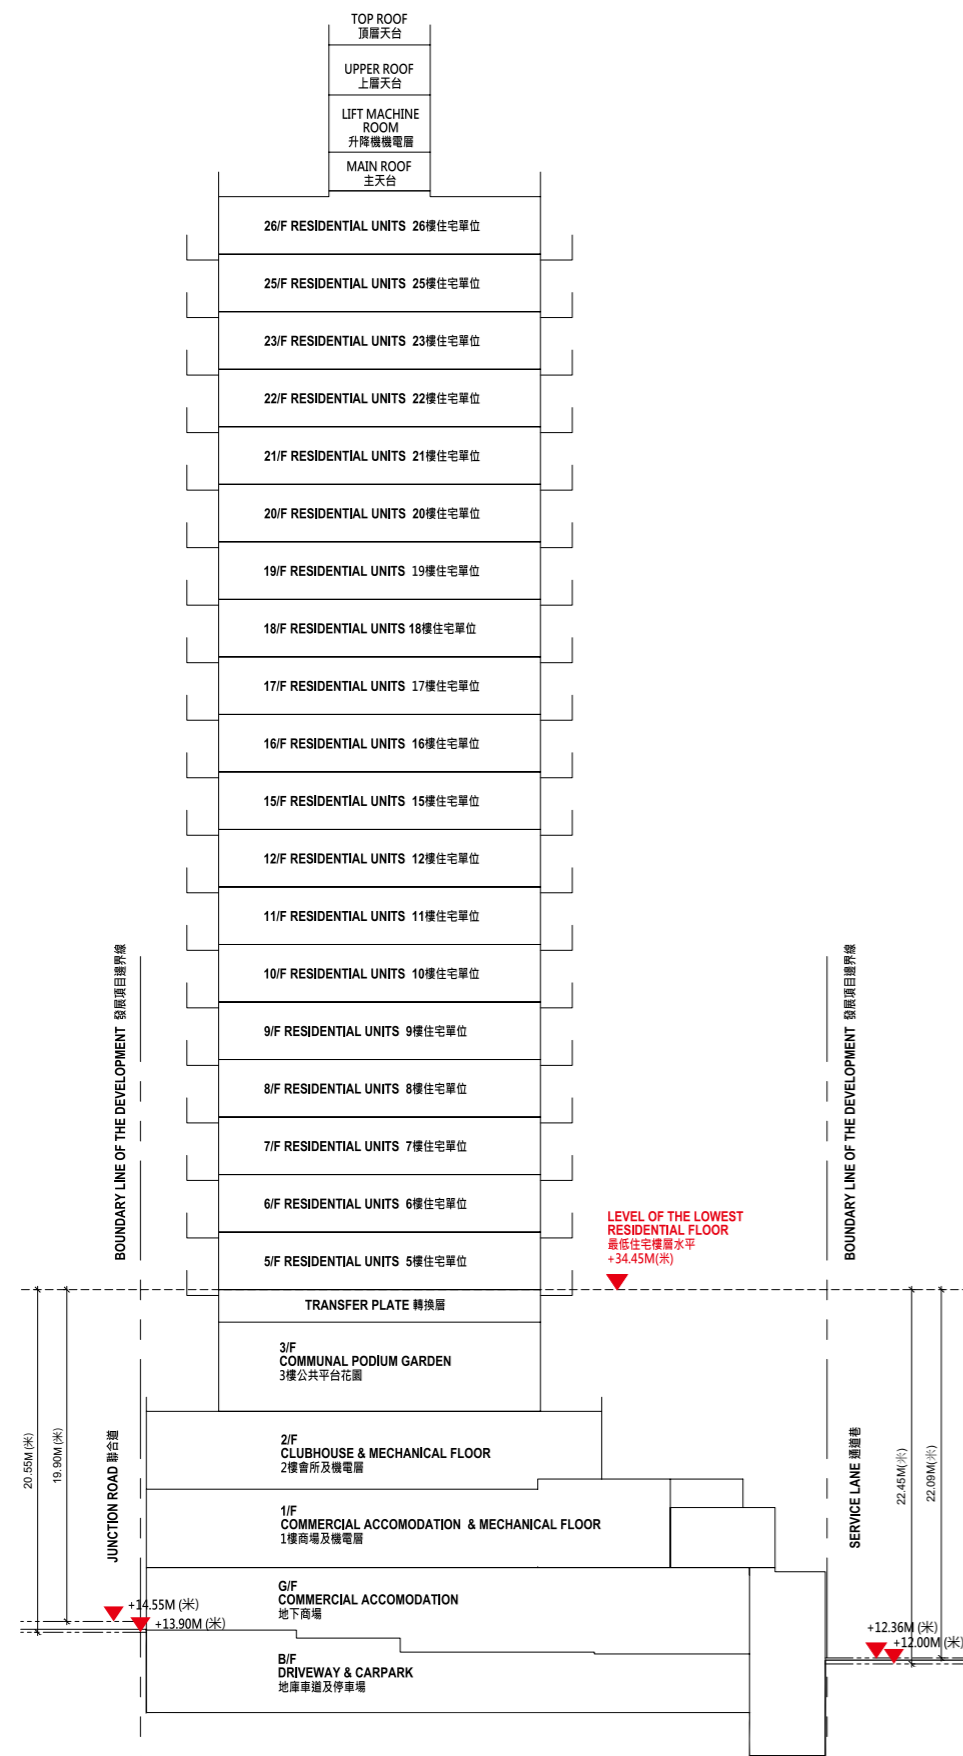 TOP ROOF
頂層天台
UPPER ROOF
上層天台
LIFT MACHINE
ROOM
升降機機電層
MAIN ROOF
主天台
26/F RESIDENTIAL UNITS 26樓住宅單位
25/F RESIDENTIAL UNITS 25樓住宅單位
23/F RESIDENTIAL UNITS 23樓住宅單位
22/F RESIDENTIAL UNITS 22樓住宅單位
21/F RESIDENTIAL UNITS 21樓住宅單位
20/F RESIDENTIAL UNITS 20樓住宅單位
19/F RESIDENTIAL UNITS 19樓住宅單位
18/F RESIDENTIAL UNITS 18樓住宅單位
17/F RESIDENTIAL UNITS 17樓住宅單位
16/F RESIDENTIAL UNITS 16樓住宅單位
15/F RESIDENTIAL UNITS 15樓住宅單位
12/F RESIDENTIAL UNITS 12樓住宅單位
11/F RESIDENTIAL UNITS 11樓住宅單位
10/F RESIDENTIAL UNITS 10樓住宅單位
9/F RESIDENTIAL UNITS 9樓住宅單位
8/F RESIDENTIAL UNITS 8樓住宅單位
7/F RESIDENTIAL UNITS 7樓住宅單位
6/F RESIDENTIAL UNITS 6樓住宅單位
5/F RESIDENTIAL UNITS 5樓住宅單位
BOUNDARY LINE OF THE DEVELOPMENT 發展項目邊界線
BOUNDARY LINE OF THE DEVELOPMENT 發展項目邊界線
LEVEL OF THE LOWEST
RESIDENTIAL FLOOR
最低住宅樓層水平
+34.45M(米)
TRANSFER PLATE 轉換層
3/F
COMMUNAL PODIUM GARDEN
3樓公共平台花園
2/F
CLUBHOUSE & MECHANICAL FLOOR
2樓會所及機電層
1/F
COMMERCIAL ACCOMODATION & MECHANICAL FLOOR
1樓商場及機電層
G/F
COMMERCIAL ACCOMODATION
地下商場
B/F
DRIVEWAY & CARPARK
地庫車道及停車場
20.55M (米)
19.90M (米)
JUNCTION ROAD 聯合道
+14.55M (米)
+13.90M (米)
SERVICE LANE 通道巷
22.45M(米)
22.09M(米)
+12.36M (米)
+12.00M (米)